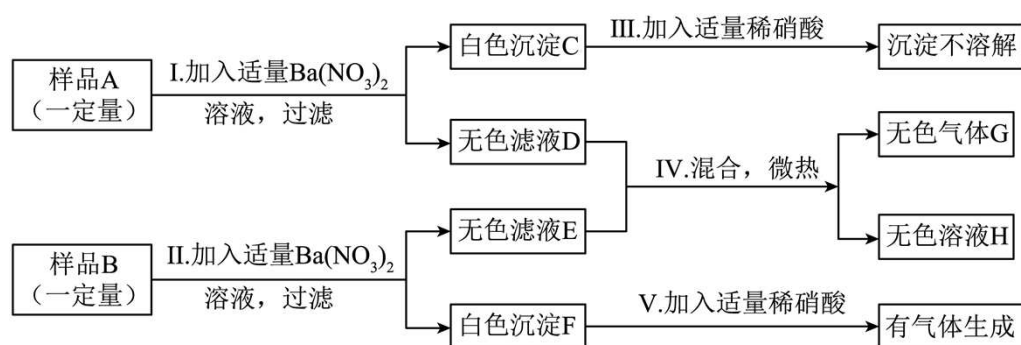 样品A
（一定量）
I.加入适量Ba(NO₃)₂
溶液，过滤
白色沉淀C
III.加入适量稀硝酸
沉淀不溶解
无色滤液D
IV.混合，微热
无色气体G
无色溶液H
样品B
（一定量）
II.加入适量Ba(NO₃)₂
溶液，过滤
无色滤液E
白色沉淀F
V.加入适量稀硝酸
有气体生成